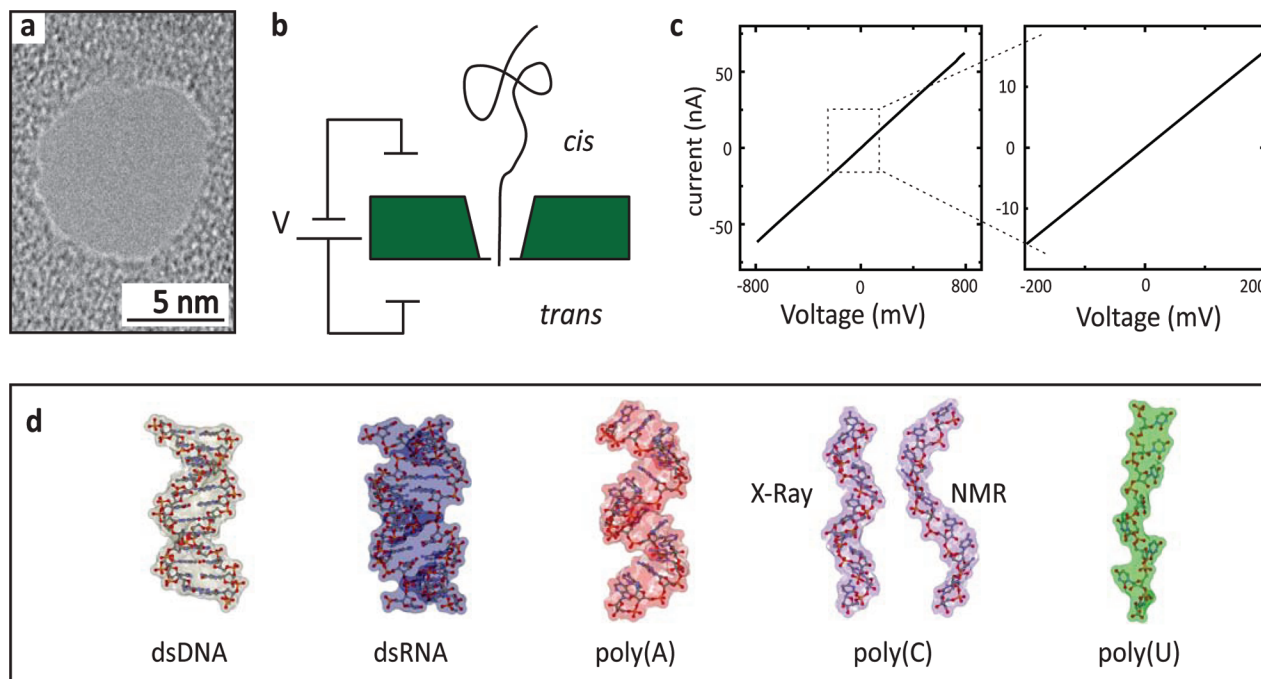 a
5 nm
b
cis
V
trans
c
current (nA)
50
0
-50
-800
0
800
Voltage (mV)
10
0
-10
-200
0
200
Voltage (mV)
d
X-Ray
NMR
dsDNA
dsRNA
poly(A)
poly(C)
poly(U)